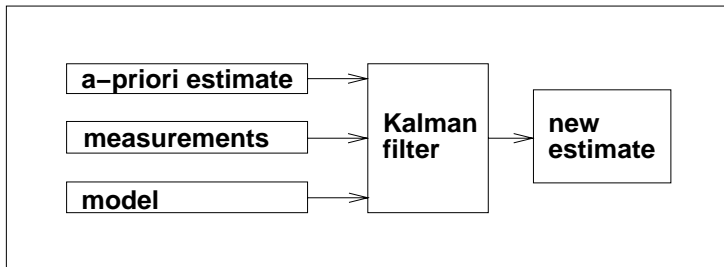 a−priori estimate
measurements
model
Kalman
filter
new
estimate